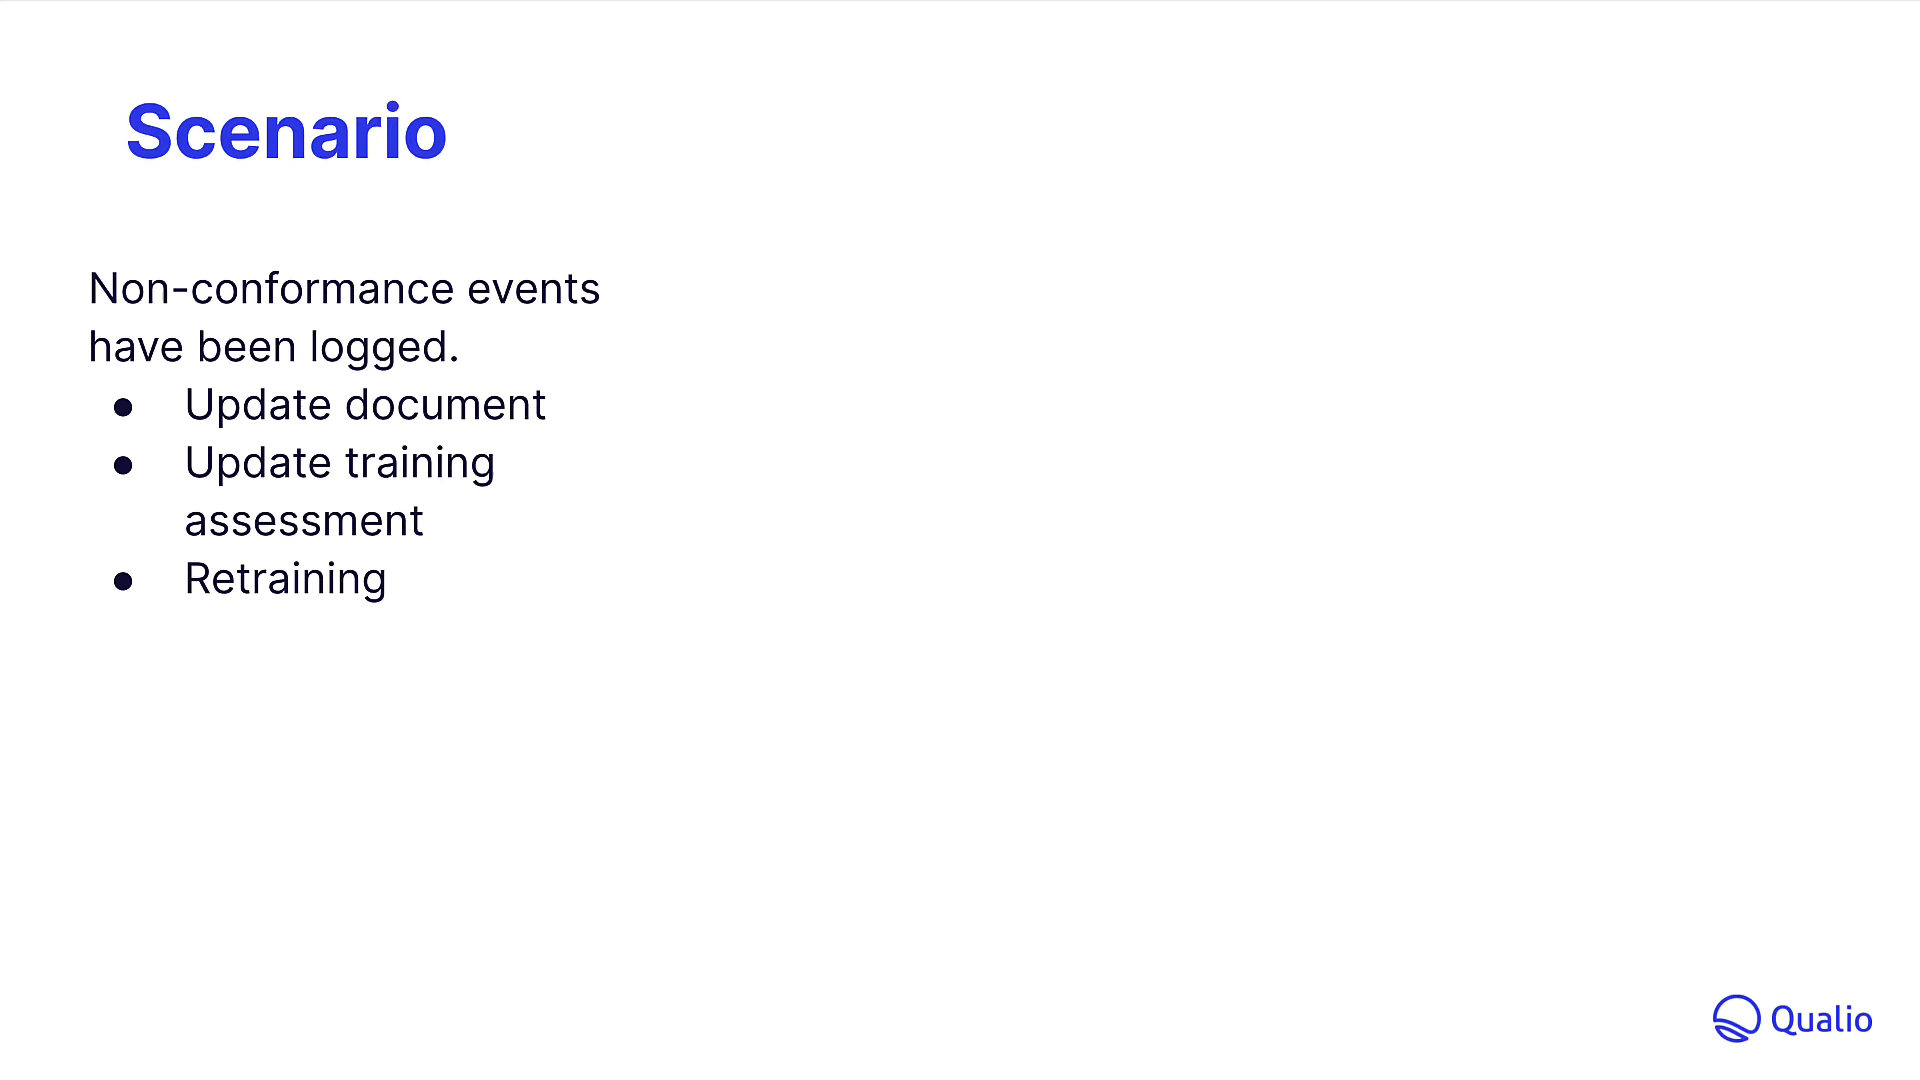 Scenario
Non-conformance events
have been logged.
● Update document
● Update training
assessment
● Retraining
Qualio